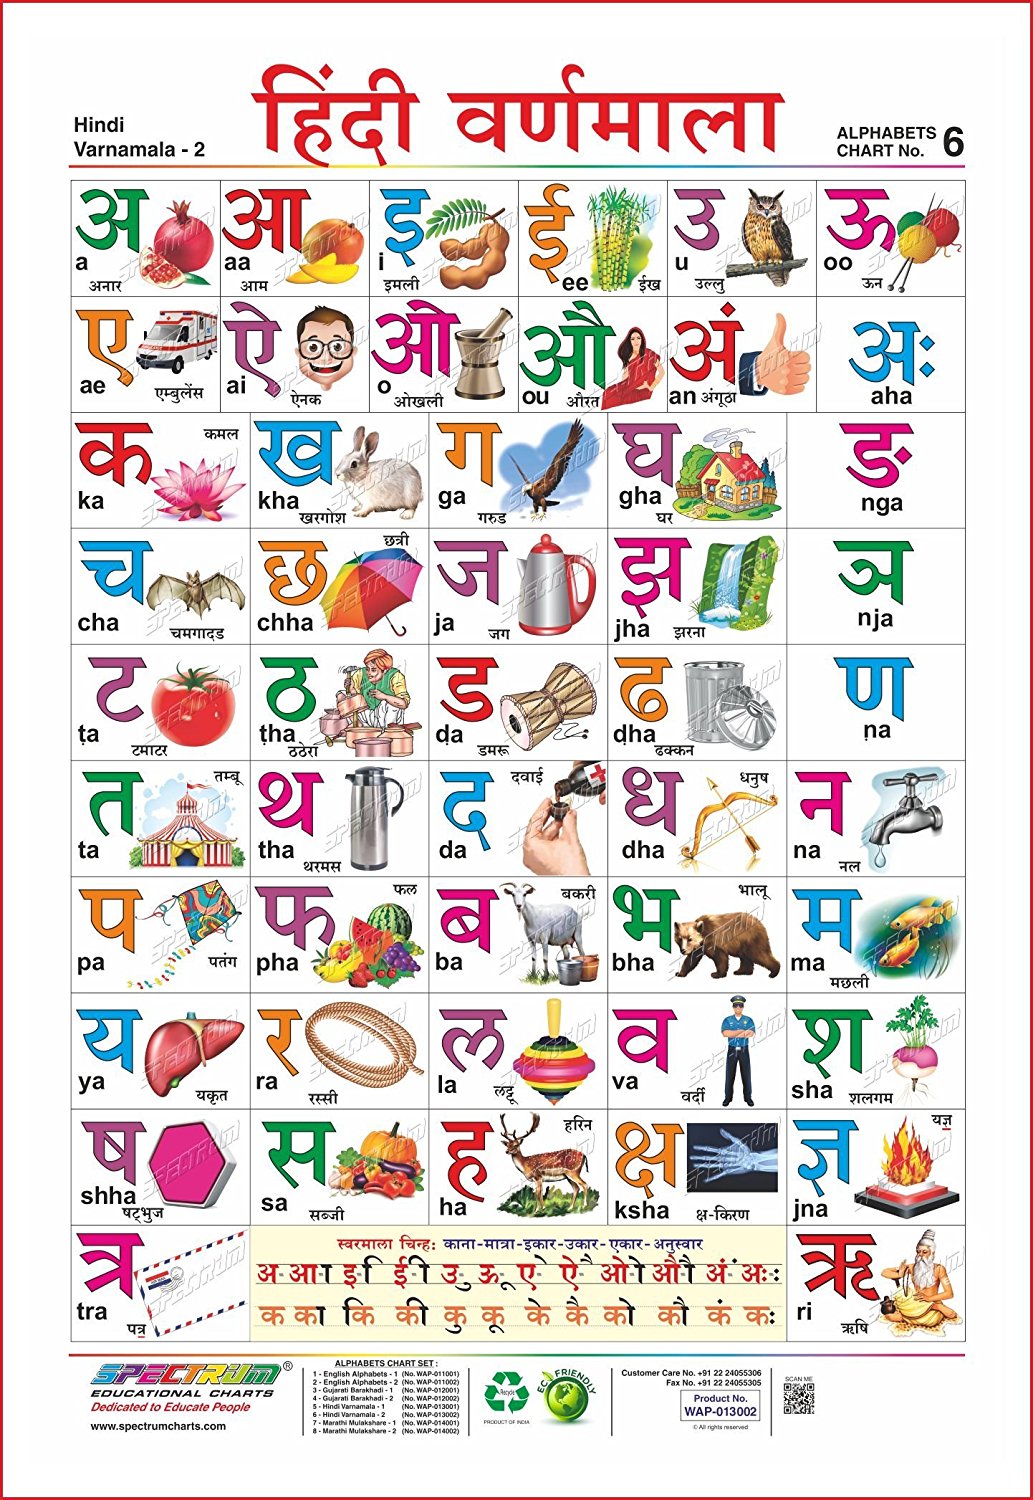 Hindi
Varnamala - 2
हिंदी वर्णमाला
ALPHABETS
CHART No. 6
अ a अनार
आ aa आम
इ i इमली
ई ee ईख
उ u उल्लु
ऊ oo ऊन
ए ae एम्बुलेंस
ऐ ai ऐनक
ओ o ओखली
औ ou औरत
अं an अंगूठा
अः aha
क ka कमल
ख kha खरगोश
ग ga गरुड
घ gha घर
ङ nga
च cha चमगादड
छ chha छत्री
ज ja जग
झ jha झरना
ञ nja
ट ṭa टमाटर
ठ ṭha ठठेरा
ड ḍa डमरू
ढ ḍha ढक्कन
ण ṇa
त ta तम्बू
थ tha थरमस
द da दवाई
ध dha धनुष
न na नल
प pa पतंग
फ pha फल
ब ba बकरी
भ bha भालू
म ma मछली
य ya यकृत
र ra रस्सी
ल la लट्टू
व va वर्दी
श sha शलगम
ष shha षट्भुज
स sa सब्जी
ह ha हरिन
क्ष ksha क्ष-किरण
ज्ञ jna यज्ञ
त्र tra पत्र
स्वरमाला चिन्ह: काना-मात्रा-इकार-उकार-एकार-अनुस्वार
अ-आा इ-ि ई-ी उ-ु ऊ-ू ए-े ऐ-ै ओ-ो औ-ौ अं-ं अः-ः
क का कि की कु कू के कै को कौ कं कः
ऋ ri ऋषि
SPECTRUM®
EDUCATIONAL CHARTS
Dedicated to Educate People
www.spectrumcharts.com
ALPHABETS CHART SET :
1 - English Alphabets - 1 (No. WAP-011001)
2 - English Alphabets - 2 (No. WAP-011002)
3 - Gujarati Barakhadi - 1 (No. WAP-012001)
4 - Gujarati Barakhadi - 2 (No. WAP-012002)
5 - Hindi Varnamala - 1 (No. WAP-013001)
6 - Hindi Varnamala - 2 (No. WAP-013002)
7 - Marathi Mulakshare - 1 (No. WAP-014001)
8 - Marathi Mulakshare - 2 (No. WAP-014002)
Recycle
PRODUCT OF INDIA
ECO FRIENDLY
Customer Care No. +91 22 24055306
Fax No. +91 22 24055305
Product No.
WAP-013002
© All rights reserved
SCAN ME